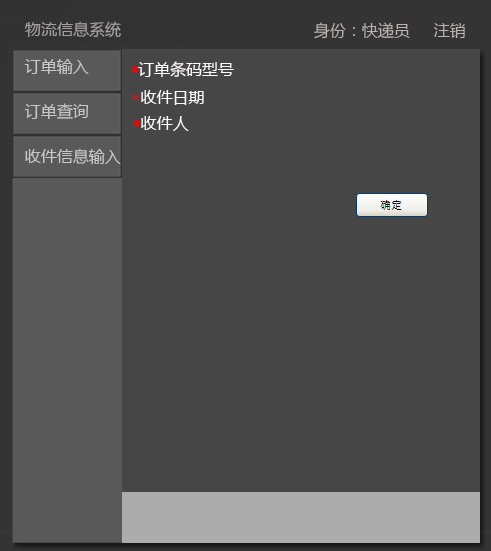 物流信息系统 身份：快递员 注销
订单输入
订单查询
收件信息输入
订单条码型号
收件日期
收件人
确定